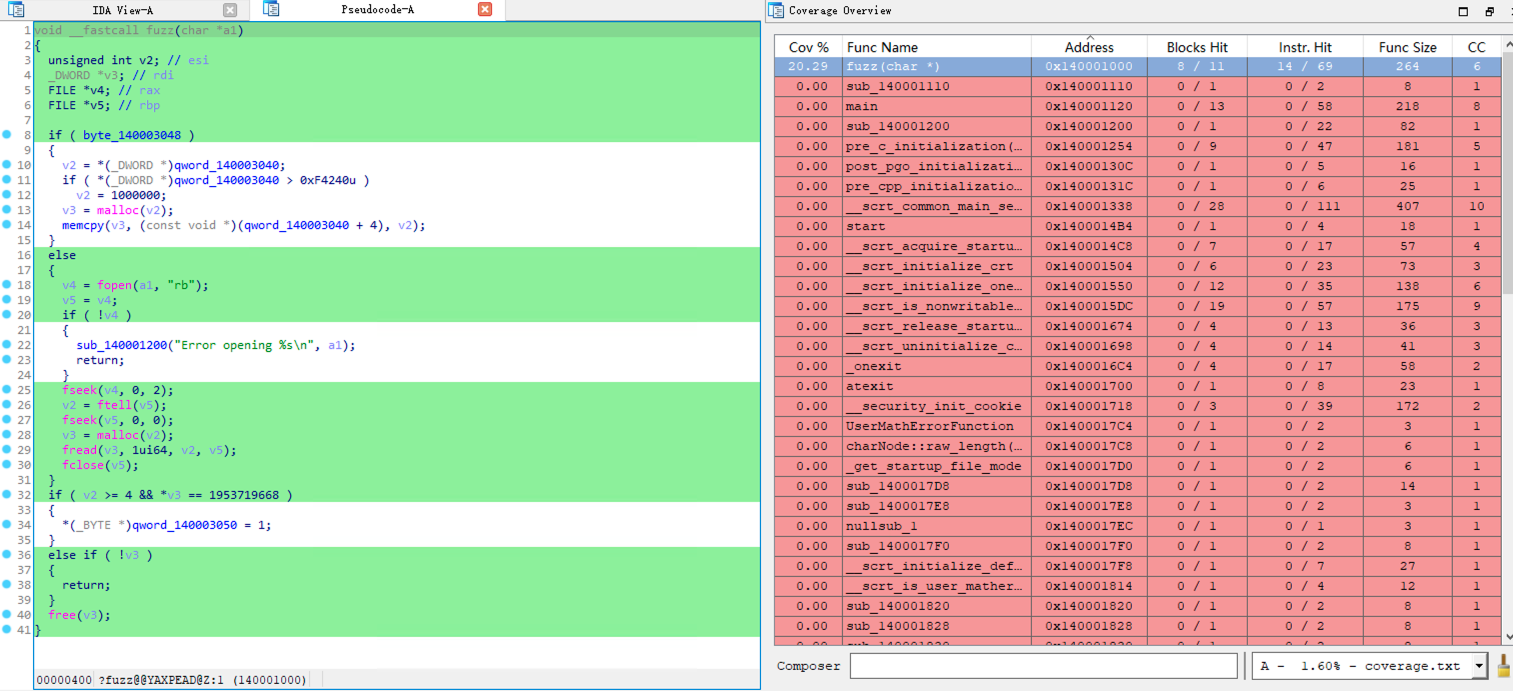 IDA View-A
Pseudocode-A
1 void __fastcall fuzz(char *a1)
2 {
3 unsigned int v2; // esi
4 _DWORD *v3; // rdi
5 FILE *v4; // rax
6 FILE *v5; // rbp
7
8 if ( byte_140003048 )
9 {
10 v2 = *(_DWORD *)qword_140003040;
11 if ( *(_DWORD *)qword_140003040 > 0xF4240u )
12 v2 = 1000000;
13 v3 = malloc(v2);
14 memcpy(v3, (const void *)(qword_140003040 + 4), v2);
15 }
16 else
17 {
18 v4 = fopen(a1, "rb");
19 v5 = v4;
20 if ( !v4 )
21 {
22 sub_140001200("Error opening %s\n", a1);
23 return;
24 }
25 fseek(v4, 0, 2);
26 v2 = ftell(v5);
27 fseek(v5, 0, 0);
28 v3 = malloc(v2);
29 fread(v3, 1ui64, v2, v5);
30 fclose(v5);
31 }
32 if ( v2 >= 4 && *v3 == 1953719668 )
33 {
34 *(_BYTE *)qword_140003050 = 1;
35 }
36 else if ( !v3 )
37 {
38 return;
39 }
40 free(v3);
41 }
00000400 ?fuzz@@YAXPEAD@Z:1 (140001000)
Coverage Overview
Cov % Func Name Address Blocks Hit Instr. Hit Func Size CC
20.29 fuzz(char *) 0x140001000 8 / 11 14 / 69 264 6
0.00 sub_140001110 0x140001110 0 / 1 0 / 2 8 1
0.00 main 0x140001120 0 / 13 0 / 58 218 8
0.00 sub_140001200 0x140001200 0 / 1 0 / 22 82 1
0.00 pre_c_initialization(… 0x140001254 0 / 9 0 / 47 181 5
0.00 post_pgo_initializati… 0x14000130C 0 / 1 0 / 5 16 1
0.00 pre_cpp_initializatio… 0x14000131C 0 / 1 0 / 6 25 1
0.00 __scrt_common_main_se… 0x140001338 0 / 28 0 / 111 407 10
0.00 start 0x1400014B4 0 / 1 0 / 4 18 1
0.00 __scrt_acquire_startu… 0x1400014C8 0 / 7 0 / 17 57 4
0.00 __scrt_initialize_crt 0x140001504 0 / 6 0 / 23 73 3
0.00 __scrt_initialize_one… 0x140001550 0 / 12 0 / 35 138 6
0.00 __scrt_is_nonwritable… 0x1400015DC 0 / 19 0 / 57 175 9
0.00 __scrt_release_startu… 0x140001674 0 / 4 0 / 13 36 3
0.00 __scrt_uninitialize_c… 0x140001698 0 / 4 0 / 14 41 3
0.00 _onexit 0x1400016C4 0 / 4 0 / 17 58 2
0.00 atexit 0x140001700 0 / 1 0 / 8 23 1
0.00 __security_init_cookie 0x140001718 0 / 3 0 / 39 172 2
0.00 UserMathErrorFunction 0x1400017C4 0 / 1 0 / 2 3 1
0.00 charNode::raw_length(… 0x1400017C8 0 / 1 0 / 2 6 1
0.00 _get_startup_file_mode 0x1400017D0 0 / 1 0 / 2 6 1
0.00 sub_1400017D8 0x1400017D8 0 / 1 0 / 2 14 1
0.00 sub_1400017E8 0x1400017E8 0 / 1 0 / 2 3 1
0.00 nullsub_1 0x1400017EC 0 / 1 0 / 1 3 1
0.00 sub_1400017F0 0x1400017F0 0 / 1 0 / 2 8 1
0.00 __scrt_initialize_def… 0x1400017F8 0 / 1 0 / 7 27 1
0.00 __scrt_is_user_mather… 0x140001814 0 / 1 0 / 4 12 1
0.00 sub_140001820 0x140001820 0 / 1 0 / 2 8 1
0.00 sub_140001828 0x140001828 0 / 1 0 / 2 8 1
Composer
A - 1.60% - coverage.txt